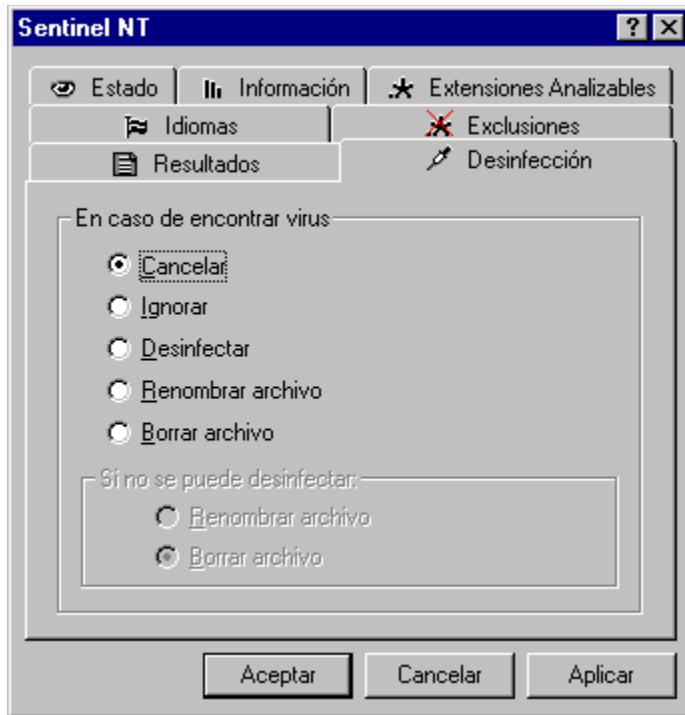 Sentinel NT
Estado Información Extensiones Analizables
Idiomas Exclusiones
Resultados Desinfección
En caso de encontrar virus
Cancelar
Ignorar
Desinfectar
Renombrar archivo
Borrar archivo
Si no se puede desinfectar:
Renombrar archivo
Borrar archivo
Aceptar Cancelar Aplicar